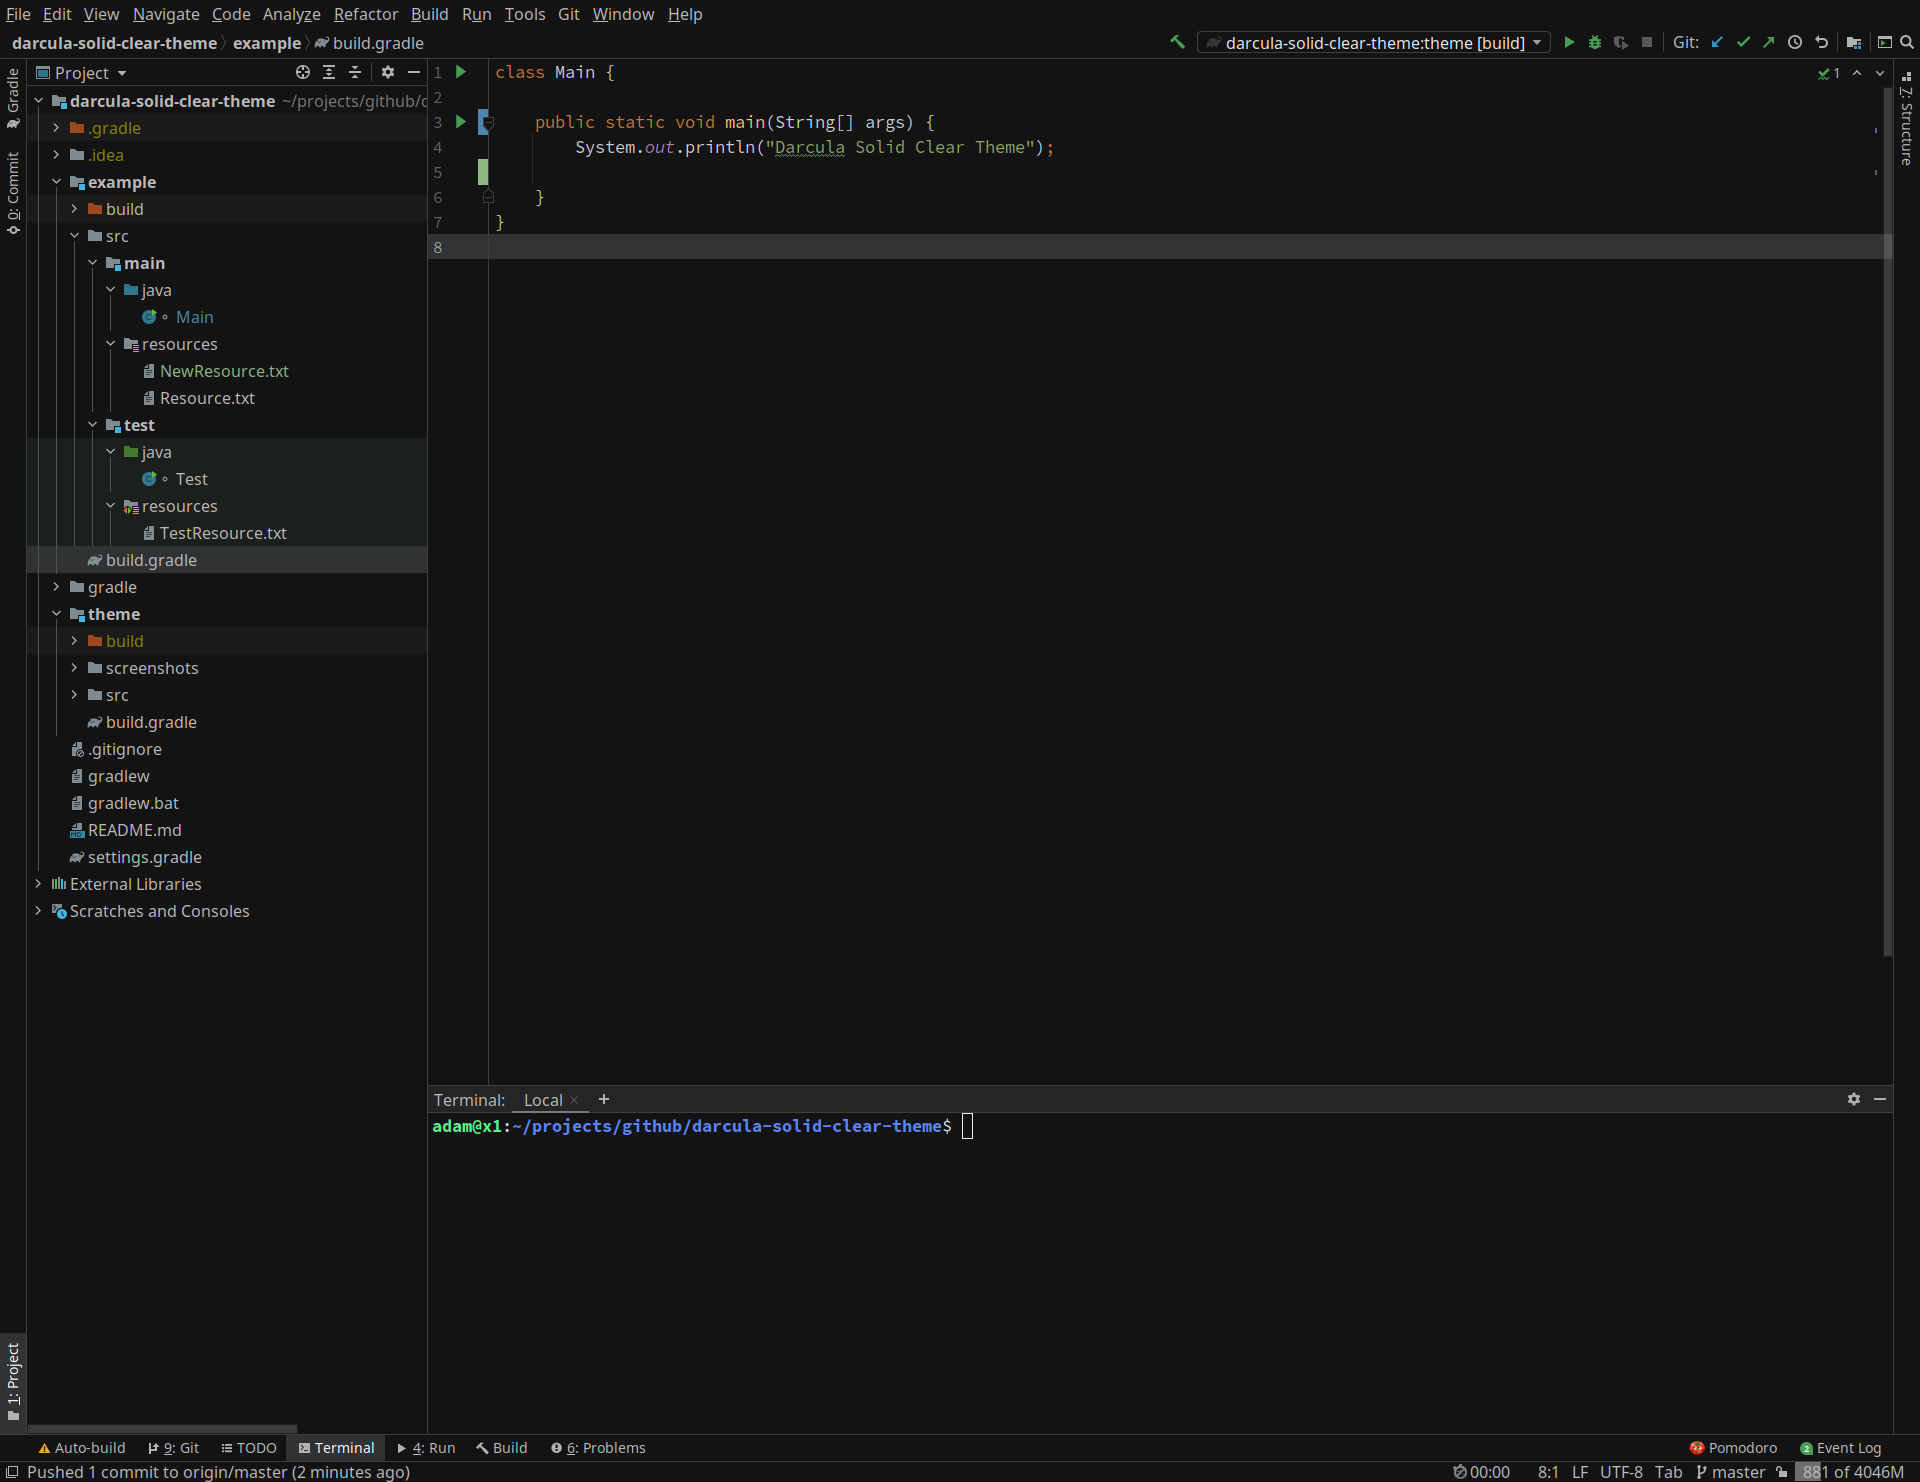 File Edit View Navigate Code Analyze Refactor Build Run Tools Git Window Help
darcula-solid-clear-theme example build.gradle
darcula-solid-clear-theme:theme [build] Git:
Gradle
0: Commit
1: Project
Project
darcula-solid-clear-theme ~/projects/github/
.gradle
.idea
example
build
src
main
java
Main
resources
NewResource.txt
Resource.txt
test
java
Test
resources
TestResource.txt
build.gradle
gradle
theme
build
screenshots
src
build.gradle
.gitignore
gradlew
gradlew.bat
README.md
settings.gradle
External Libraries
Scratches and Consoles
1 class Main {
2
3 public static void main(String[] args) {
4 System.out.println("Darcula Solid Clear Theme");
5
6 }
7 }
8
1
7: Structure
Terminal: Local × +
adam@x1:~/projects/github/darcula-solid-clear-theme$
Auto-build 9: Git TODO Terminal 4: Run Build 6: Problems Pomodoro 2 Event Log
Pushed 1 commit to origin/master (2 minutes ago) 00:00 8:1 LF UTF-8 Tab master 881 of 4046M